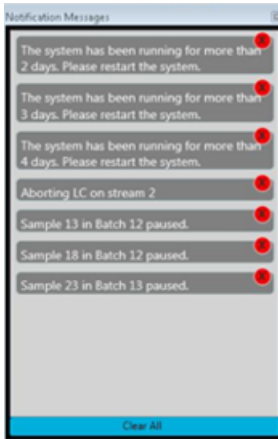 Notification Messages
X
The system has been running for more than
2 days. Please restart the system.
X
The system has been running for more than
3 days. Please restart the system.
X
The system has been running for more than
4 days. Please restart the system.
X
Aborting LC on stream 2
X
Sample 13 in Batch 12 paused.
X
Sample 18 in Batch 12 paused.
X
Sample 23 in Batch 13 paused.
Clear All